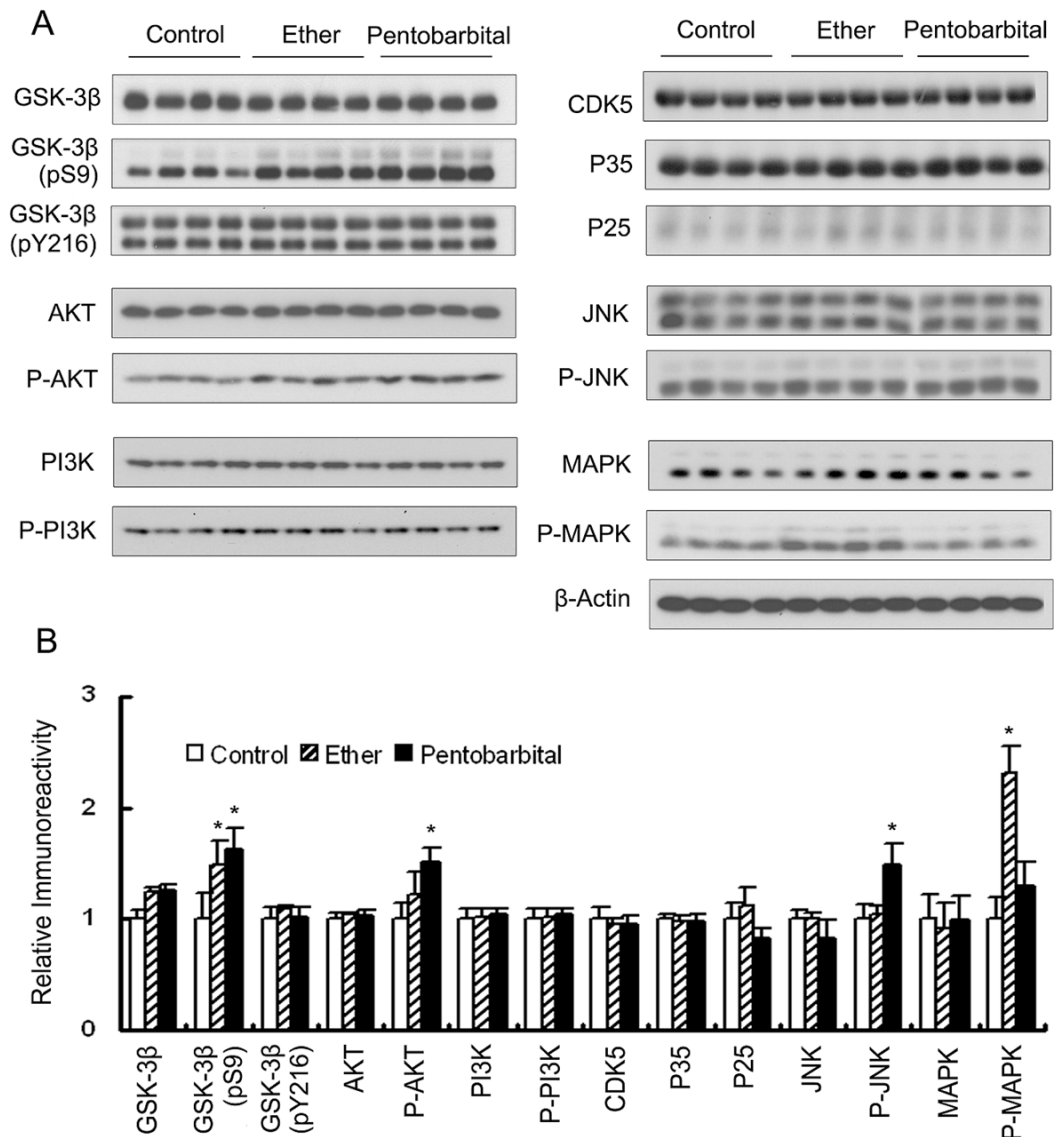 A
Control Ether Pentobarbital
GSK-3β
GSK-3β
(pS9)
GSK-3β
(pY216)
AKT
P-AKT
PI3K
P-PI3K
Control Ether Pentobarbital
CDK5
P35
P25
JNK
P-JNK
MAPK
P-MAPK
β-Actin
B
Relative Immunoreactivity
3
2
1
0
Control Ether Pentobarbital
*
*
*
*
*
GSK-3β
GSK-3β
(pS9)
GSK-3β
(pY216)
AKT
P-AKT
PI3K
P-PI3K
CDK5
P35
P25
JNK
P-JNK
MAPK
P-MAPK